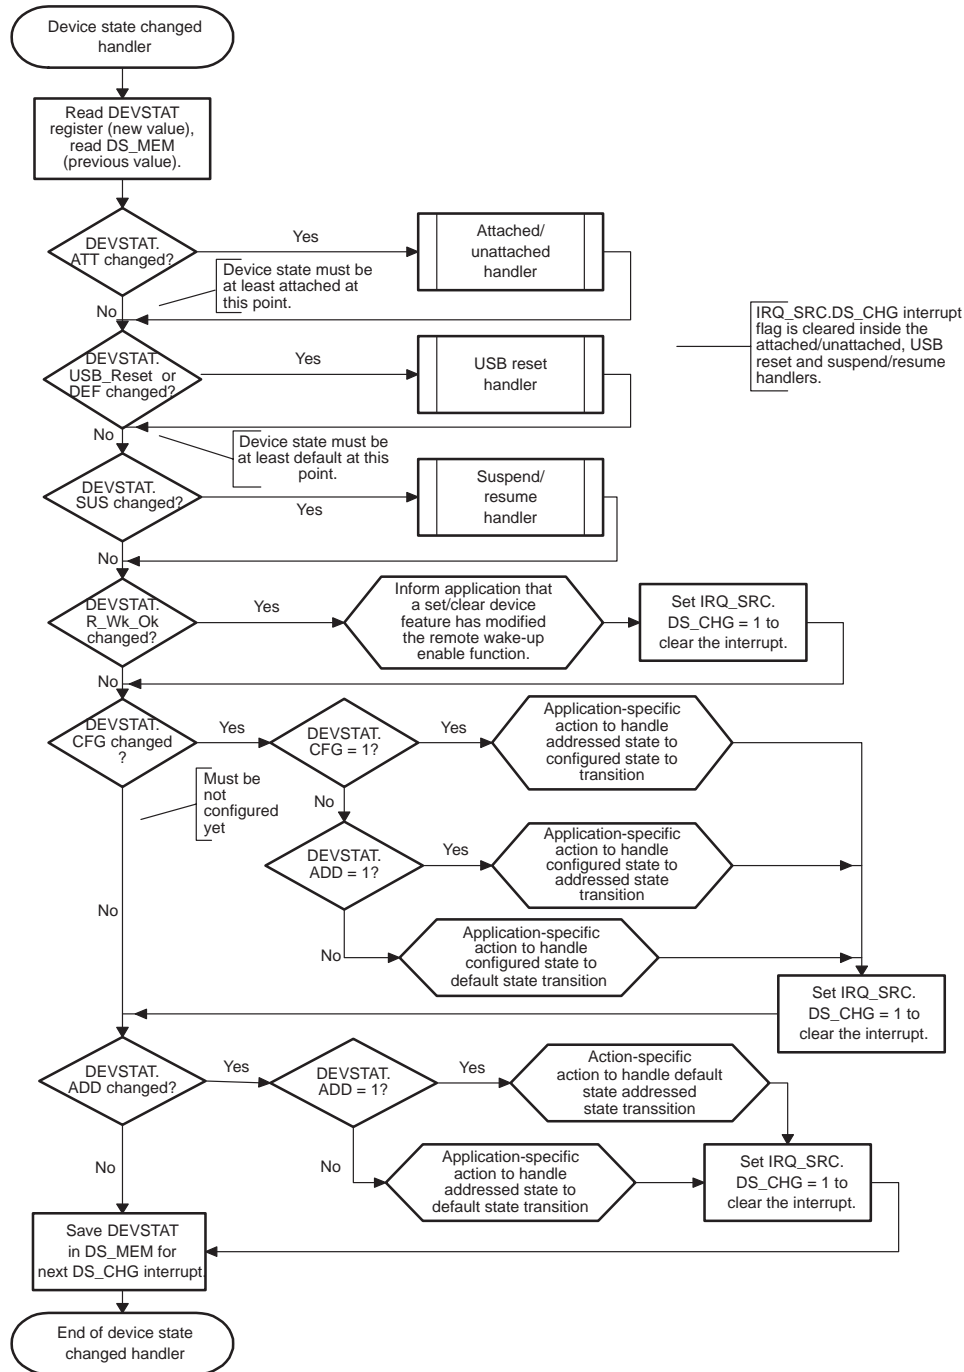 Device state changed
handler
Read DEVSTAT
register (new value),
read DS_MEM
(previous value).
DEVSTAT.
ATT changed?
Yes
Attached/
unattached
handler
Device state must be
at least attached at
this point.
No
IRQ_SRC.DS_CHG interrupt
flag is cleared inside the
attached/unattached, USB
reset and suspend/resume
handlers.
DEVSTAT.
USB_Reset or
DEF changed?
Yes
USB reset
handler
No
Device state must be
at least default at this
point.
DEVSTAT.
SUS changed?
Yes
Suspend/
resume
handler
No
DEVSTAT.
R_Wk_Ok
changed?
Yes
Inform application that
a set/clear device
feature has modified
the remote wake-up
enable function.
Set IRQ_SRC.
DS_CHG = 1 to
clear the interrupt.
No
DEVSTAT.
CFG changed
?
Yes
DEVSTAT.
CFG = 1?
Yes
Application-specific
action to handle
addressed state to
configured state to
transition
Must be
not
configured
yet
No
DEVSTAT.
ADD = 1?
Yes
Application-specific
action to handle
configured state to
addressed state
transition
No
No
Application-specific
action to handle
configured state to
default state transition
Set IRQ_SRC.
DS_CHG = 1 to
clear the interrupt.
DEVSTAT.
ADD changed?
Yes
DEVSTAT.
ADD = 1?
Yes
Action-specific
action to handle default
state addressed
state transsition
No
No
Application-specific
action to handle
addressed state to
default state transition
Set IRQ_SRC.
DS_CHG = 1 to
clear the interrupt.
Save DEVSTAT
in DS_MEM for
next DS_CHG interrupt.
End of device state
changed handler